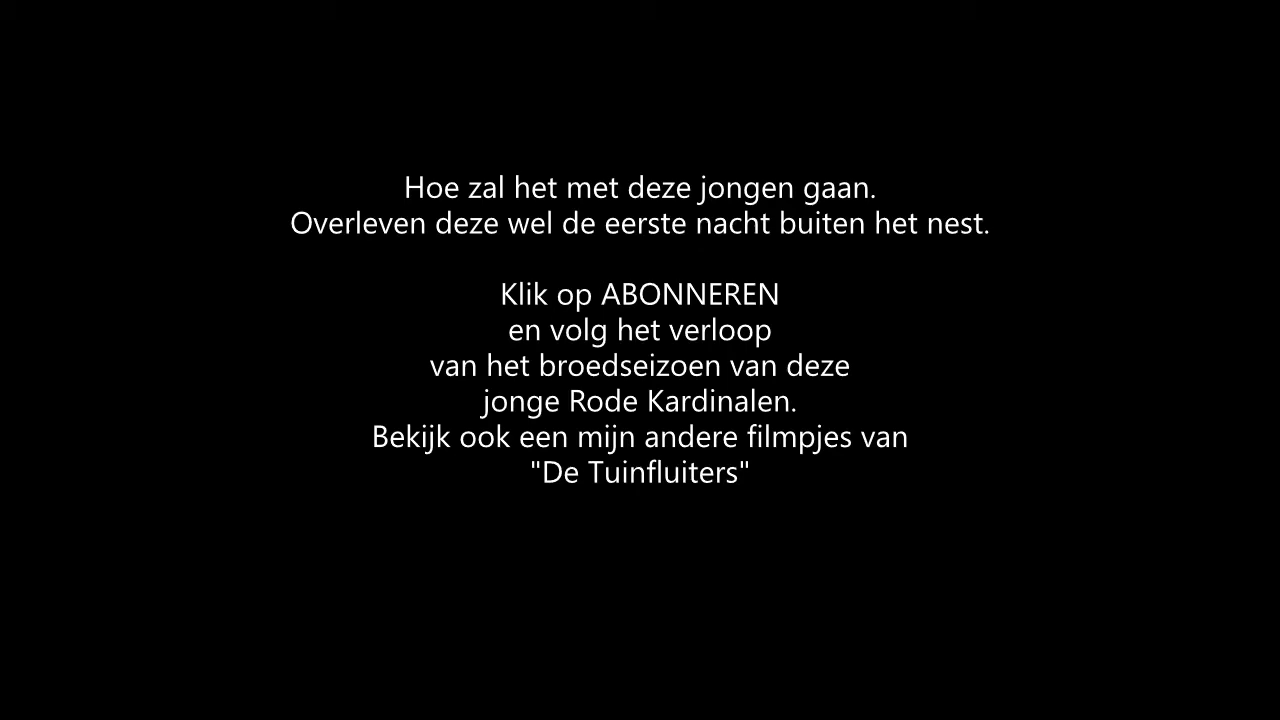 Hoe zal het met deze jongen gaan.
Overleven deze wel de eerste nacht buiten het nest.
Klik op ABONNEREN
en volg het verloop
van het broedseizoen van deze
jonge Rode Kardinalen.
Bekijk ook een mijn andere filmpjes van
"De Tuinfluiters"